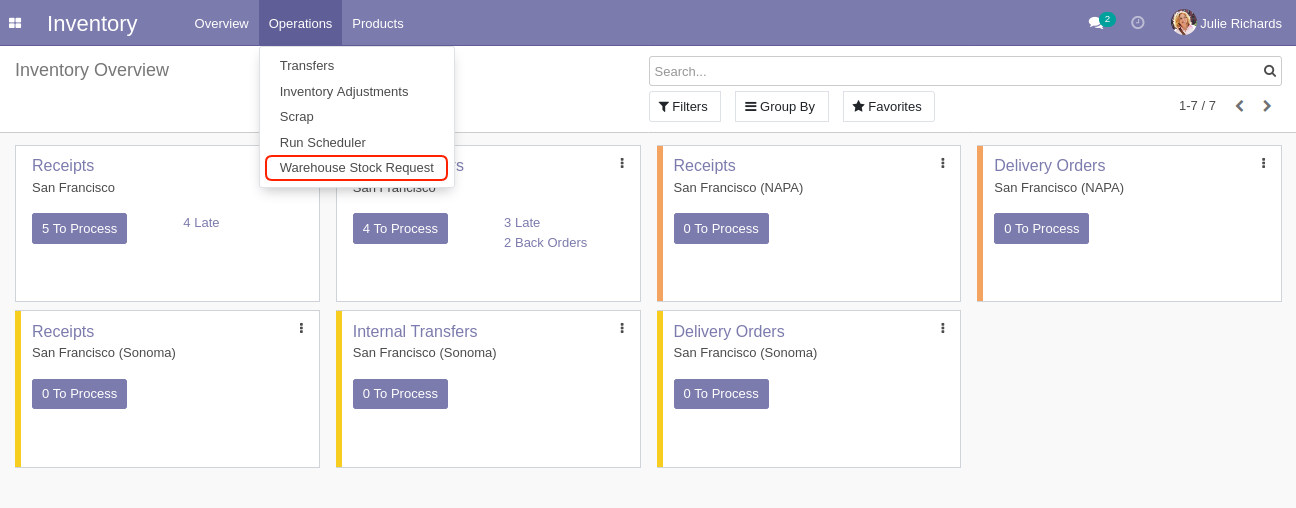 Inventory Overview Operations Products 2 Julie Richards
Transfers
Inventory Adjustments
Scrap
Run Scheduler
Warehouse Stock Request
Inventory Overview
Search...
Filters Group By Favorites 1-7 / 7
Receipts
San Francisco
5 To Process 4 Late
s
San Francisco
4 To Process 3 Late
2 Back Orders
Receipts
San Francisco (NAPA)
0 To Process
Delivery Orders
San Francisco (NAPA)
0 To Process
Receipts
San Francisco (Sonoma)
0 To Process
Internal Transfers
San Francisco (Sonoma)
0 To Process
Delivery Orders
San Francisco (Sonoma)
0 To Process